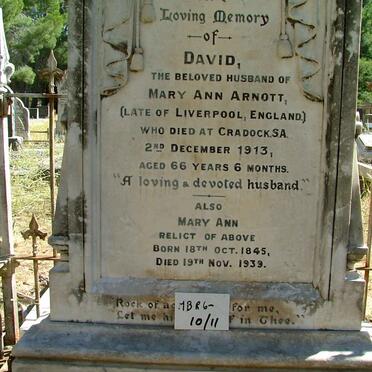 Loving Memory
of
DAVID,
THE BELOVED HUSBAND OF
MARY ANN ARNOTT,
(LATE OF LIVERPOOL, ENGLAND)
WHO DIED AT CRADOCK, SA.
2ND DECEMBER 1913,
AGED 66 YEARS 6 MONTHS.
"A loving & devoted husband."
ALSO
MARY ANN
RELICT OF ABOVE
BORN 18TH OCT. 1845,
DIED 19TH NOV. 1939.
Rock of for me,
Let me in Thee."
ABR6-
10/11